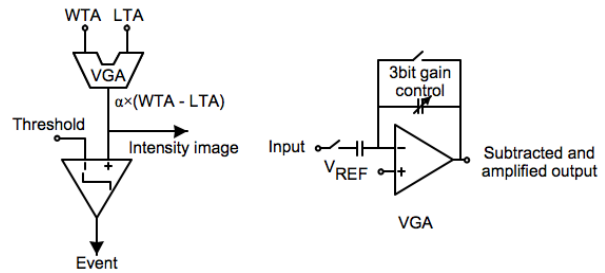 WTA LTA
VGA
α×(WTA - LTA)
Threshold
Intensity image
- +
Event
3bit gain
control
Input
VREF
- +
Subtracted and
amplified output
VGA